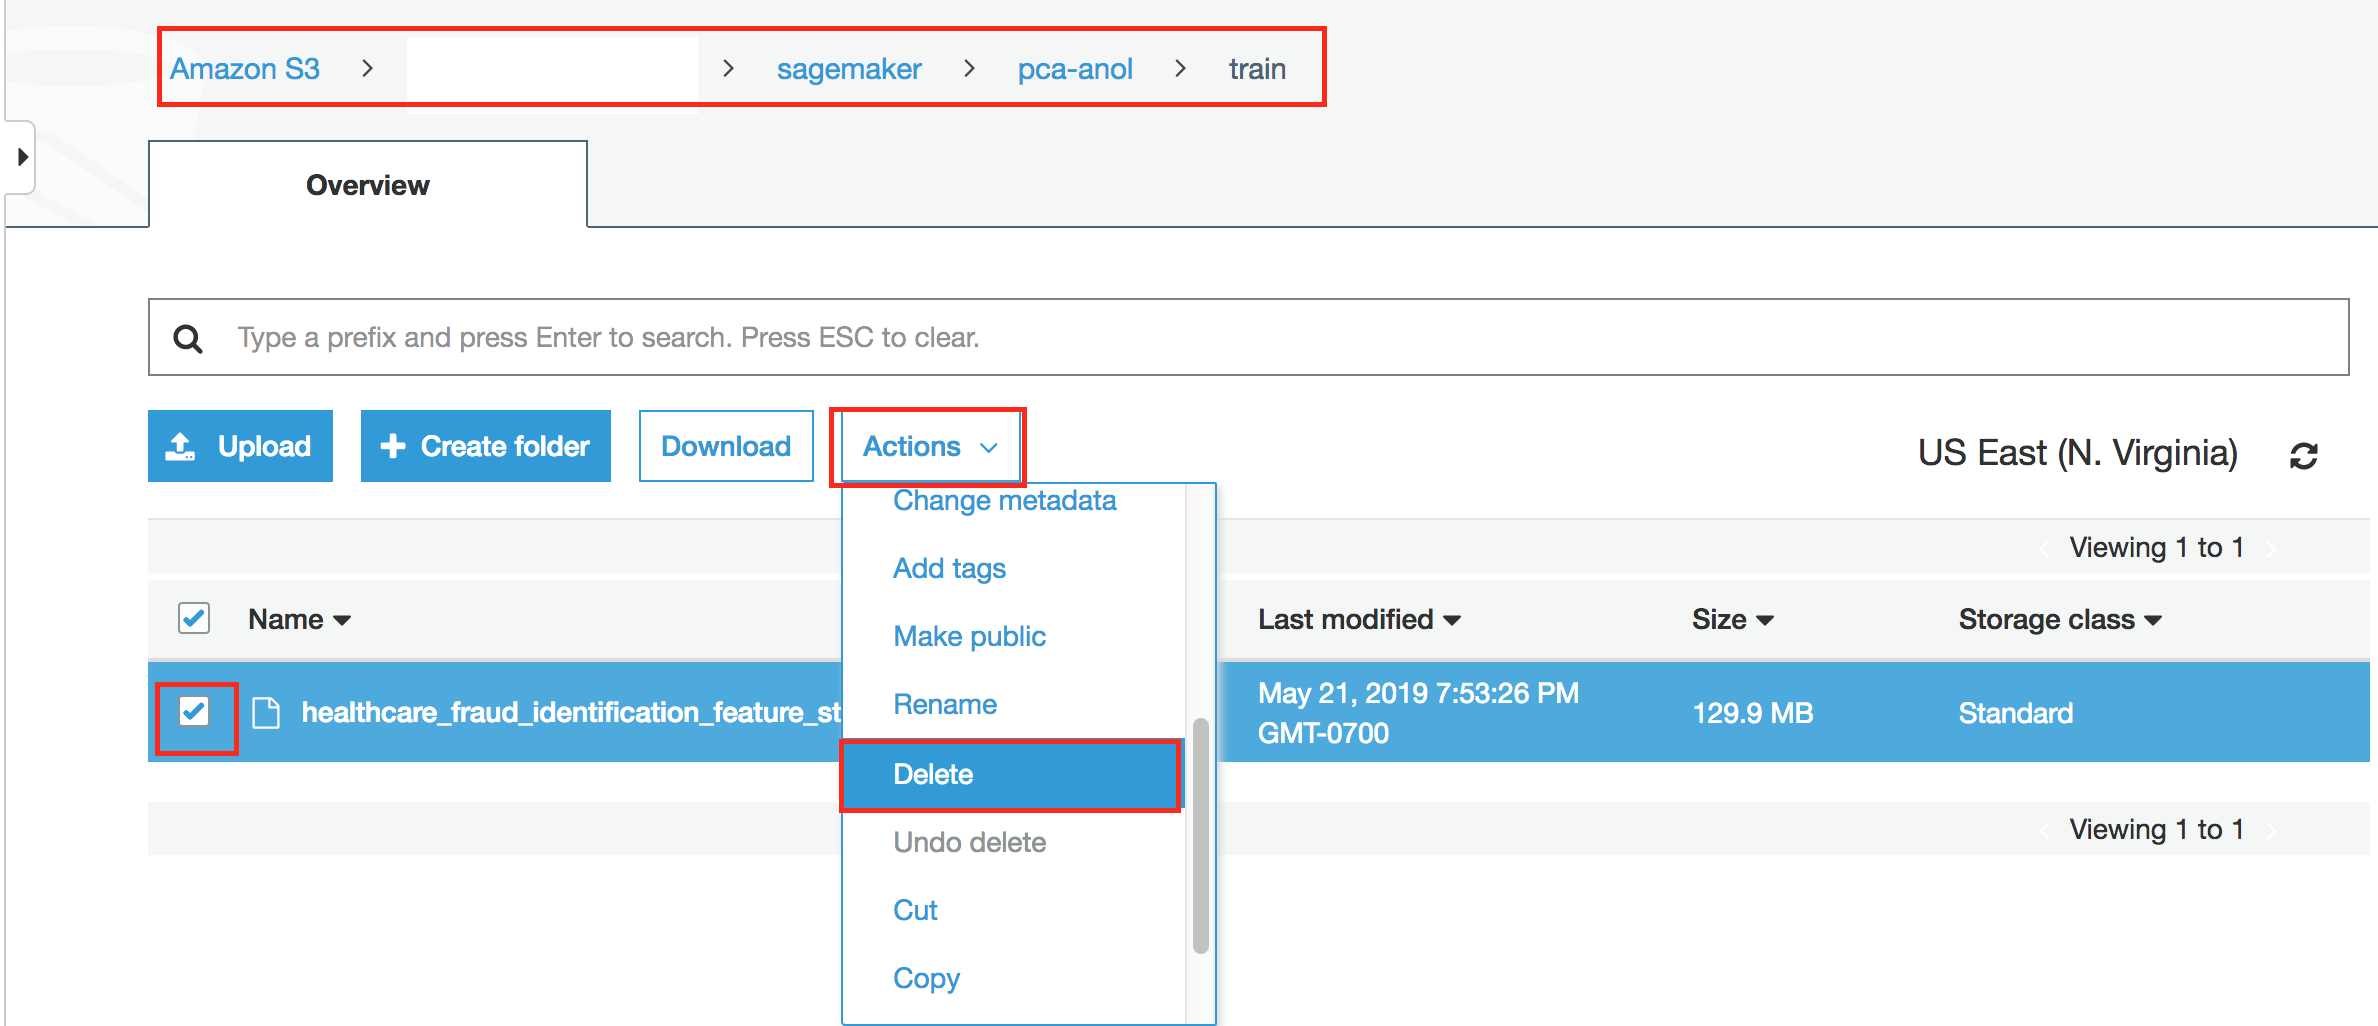 Amazon S3 > > sagemaker > pca-anol > train
Overview
Type a prefix and press Enter to search. Press ESC to clear.
Upload
Create folder
Download
Actions
US East (N. Virginia)
Change metadata
Add tags
Make public
Rename
Delete
Undo delete
Cut
Copy
Viewing 1 to 1
Name
Last modified
Size
Storage class
healthcare_fraud_identification_feature_st
May 21, 2019 7:53:26 PM
GMT-0700
129.9 MB
Standard
Viewing 1 to 1